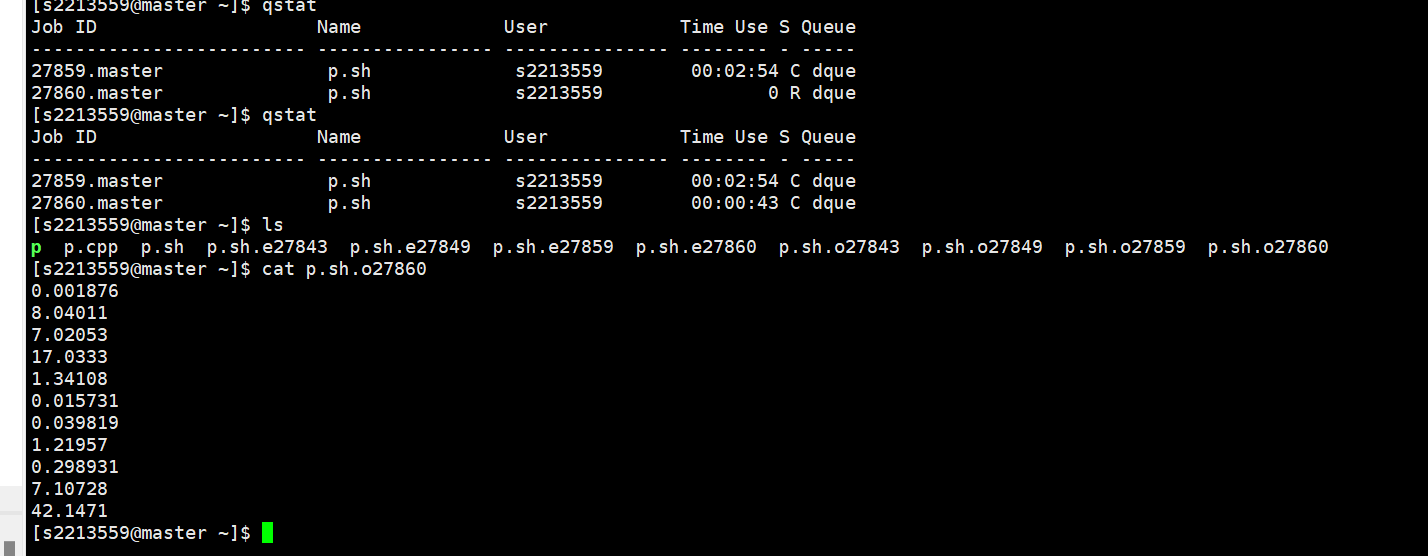 [s2213559@master ~]$ qstat
Job ID                    Name             User            Time Use S Queue
------------------------- ---------------- --------------- -------- - -----
27859.master               p.sh             s2213559        00:02:54 C dque
27860.master               p.sh             s2213559               0 R dque
[s2213559@master ~]$ qstat
Job ID                    Name             User            Time Use S Queue
------------------------- ---------------- --------------- -------- - -----
27859.master               p.sh             s2213559        00:02:54 C dque
27860.master               p.sh             s2213559        00:00:43 C dque
[s2213559@master ~]$ ls
p  p.cpp  p.sh  p.sh.e27843  p.sh.e27849  p.sh.e27859  p.sh.e27860  p.sh.o27843  p.sh.o27849  p.sh.o27859  p.sh.o27860
[s2213559@master ~]$ cat p.sh.o27860
0.001876
8.04011
7.02053
17.0333
1.34108
0.015731
0.039819
1.21957
0.298931
7.10728
42.1471
[s2213559@master ~]$